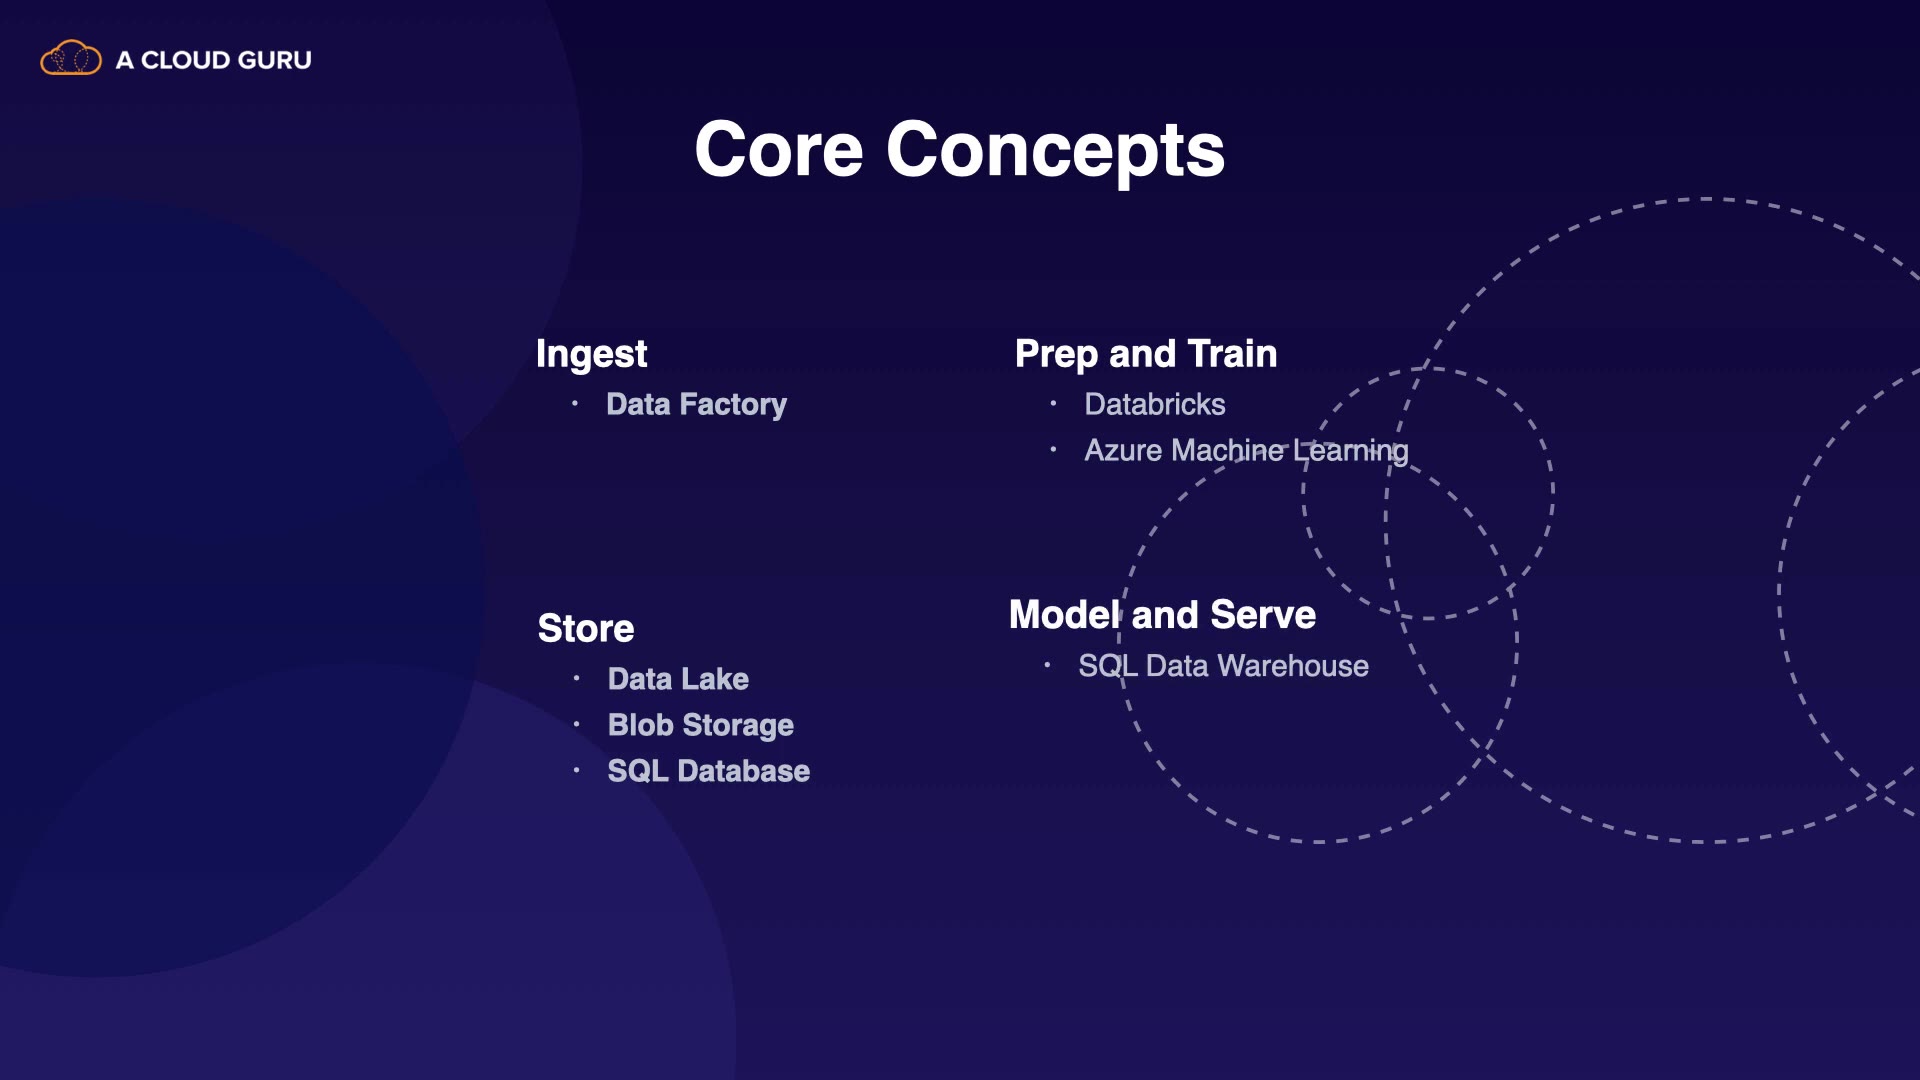 A CLOUD GURU
Core Concepts
Ingest
· Data Factory
Store
· Data Lake
· Blob Storage
· SQL Database
Prep and Train
· Databricks
· Azure Machine Learning
Model and Serve
· SQL Data Warehouse